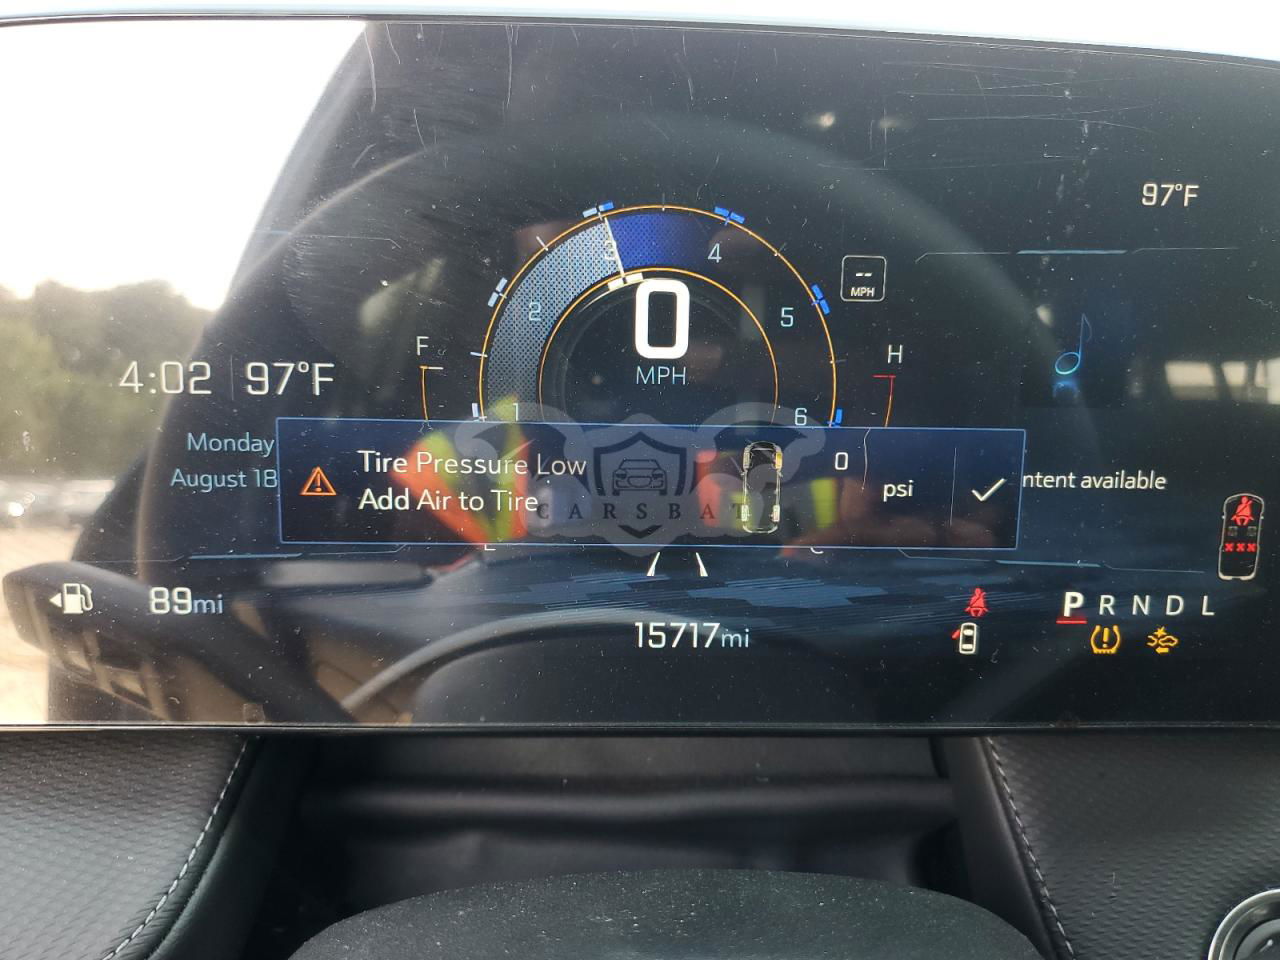 97°F
3
4
--
MPH
2
0
5
F
H
4:02 97°F
MPH
1
6
Monday
August 18
Tire Pressure Low
Add Air to Tire
0
psi
ntent available
CARSBAT
89mi
P R N D L
15717mi